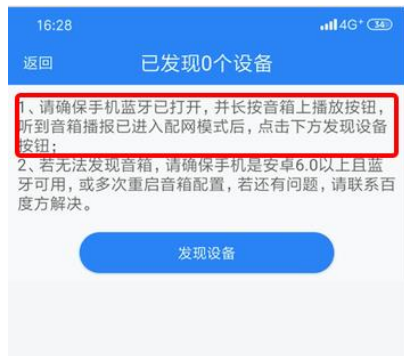 16:28
4G+ 34
返回
已发现0个设备
1、请确保手机蓝牙已打开，并长按音箱上播放按钮，
听到音箱播报已进入配网模式后，点击下方发现设备
按钮；
2、若无法发现音箱，请确保手机是安卓6.0以上且蓝
牙可用，或多次重启音箱配置，若还有问题，请联系百
度方解决。
发现设备